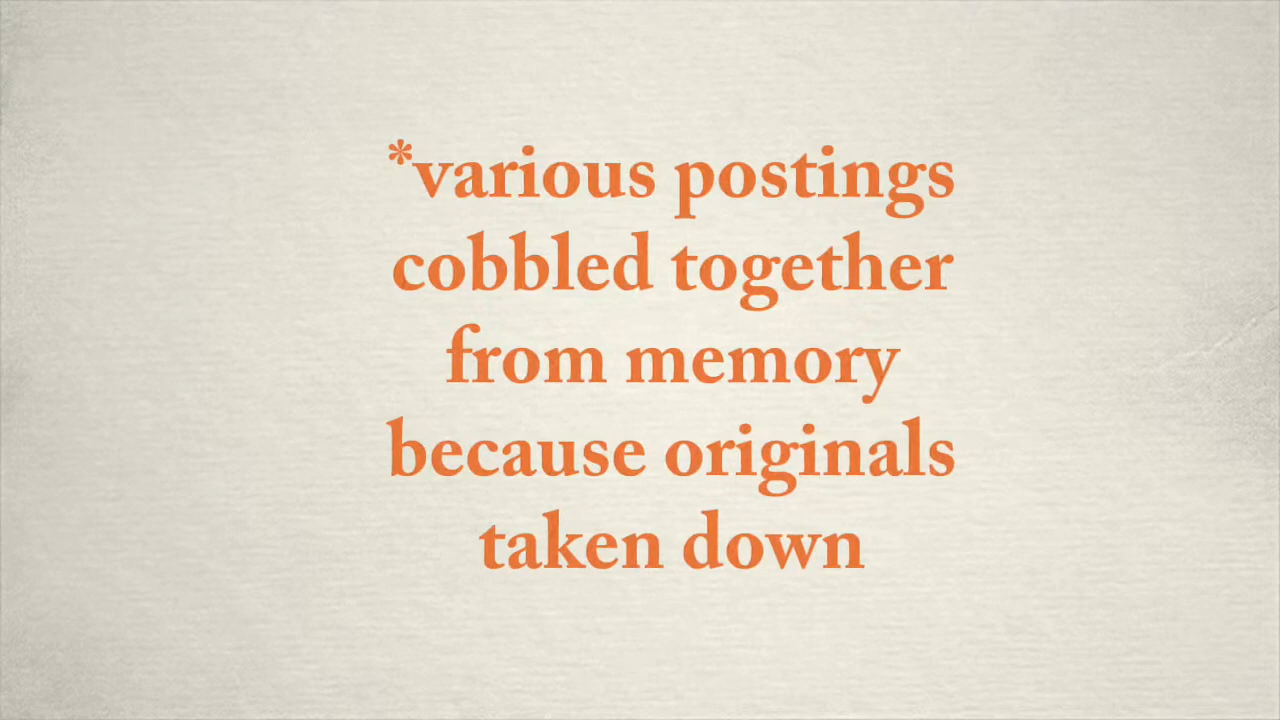 *various postings
cobbled together
from memory
because originals
taken down